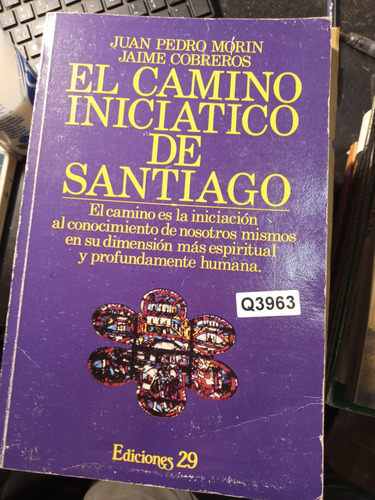 JUAN PEDRO MORIN
JAIME COBREROS
EL CAMINO
INICIATICO
DE
SANTIAGO
El camino es la iniciación
al conocimiento de nosotros mismos
en su dimensión más espiritual
y profundamente humana.
Q3963
Ediciones 29